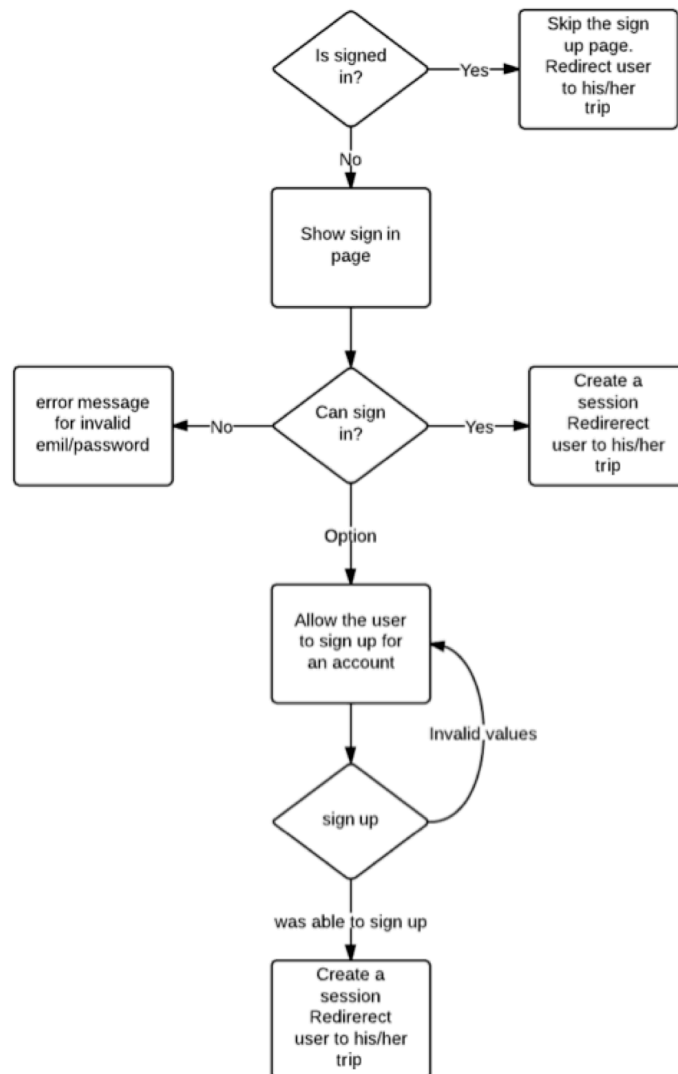 Is signed
in?
Yes
Skip the sign
up page.
Redirect user
to his/her
trip
No
Show sign in
page
error message
for invalid
emil/password
No
Can sign
in?
Yes
Create a
session
Redirerect
user to his/her
trip
Option
Allow the user
to sign up for
an account
Invalid values
sign up
was able to sign up
Create a
session
Redirerect
user to his/her
trip